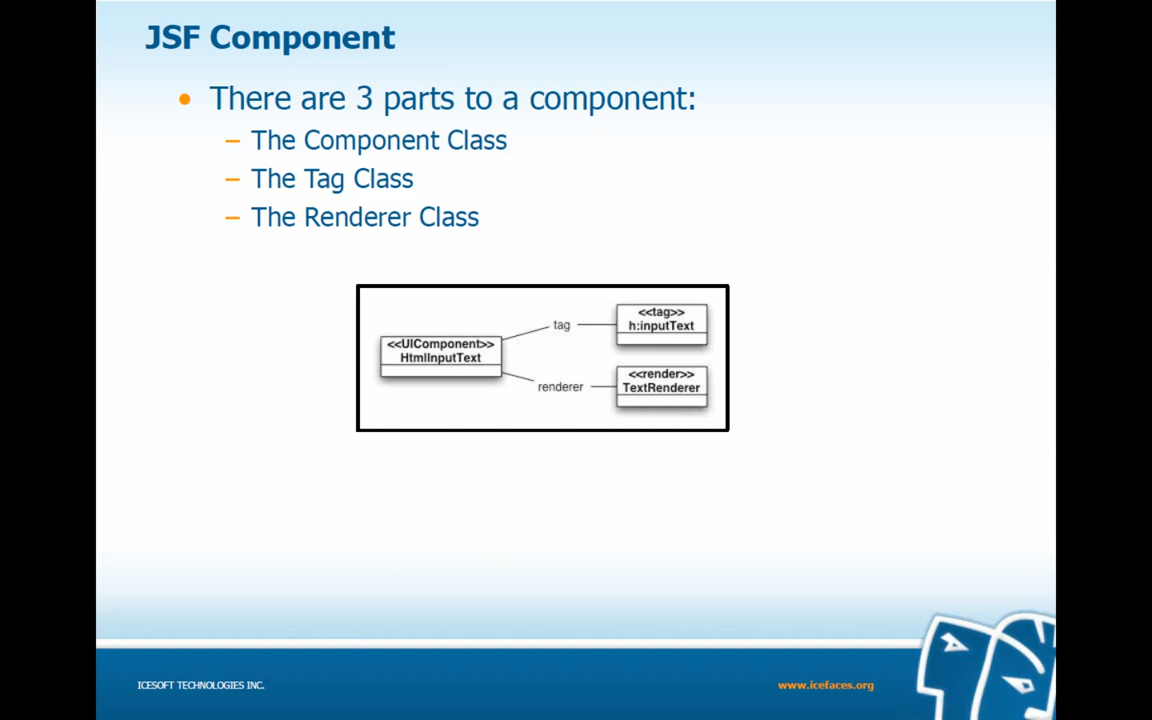 JSF Component
• There are 3 parts to a component:
– The Component Class
– The Tag Class
– The Renderer Class
<<UIComponent>>
HtmlInputText
tag
<<tag>>
h:inputText
renderer
<<render>>
TextRenderer
ICESOFT TECHNOLOGIES INC.
www.icefaces.org